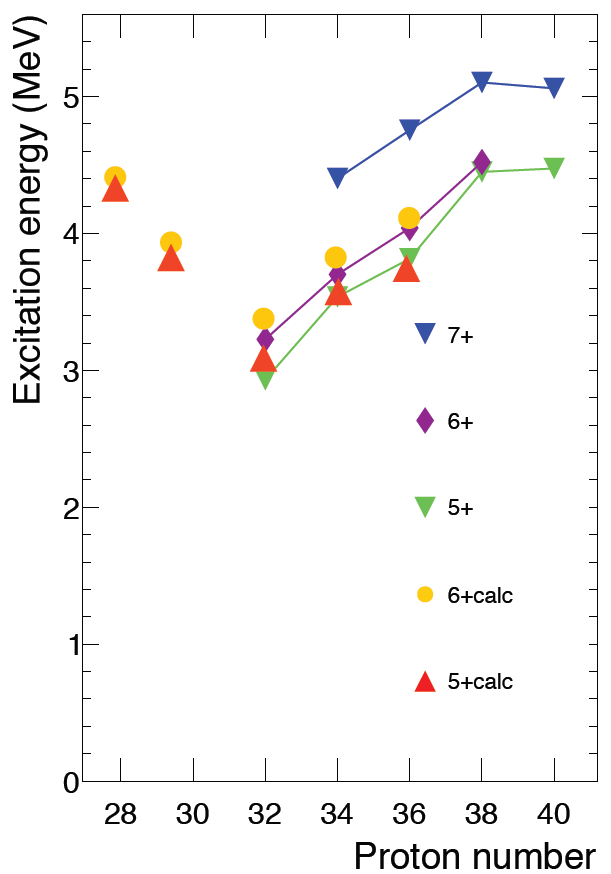 Excitation energy (MeV)
5
4
3
2
1
0
7+
6+
5+
6+calc
5+calc
28 30 32 34 36 38 40
Proton number